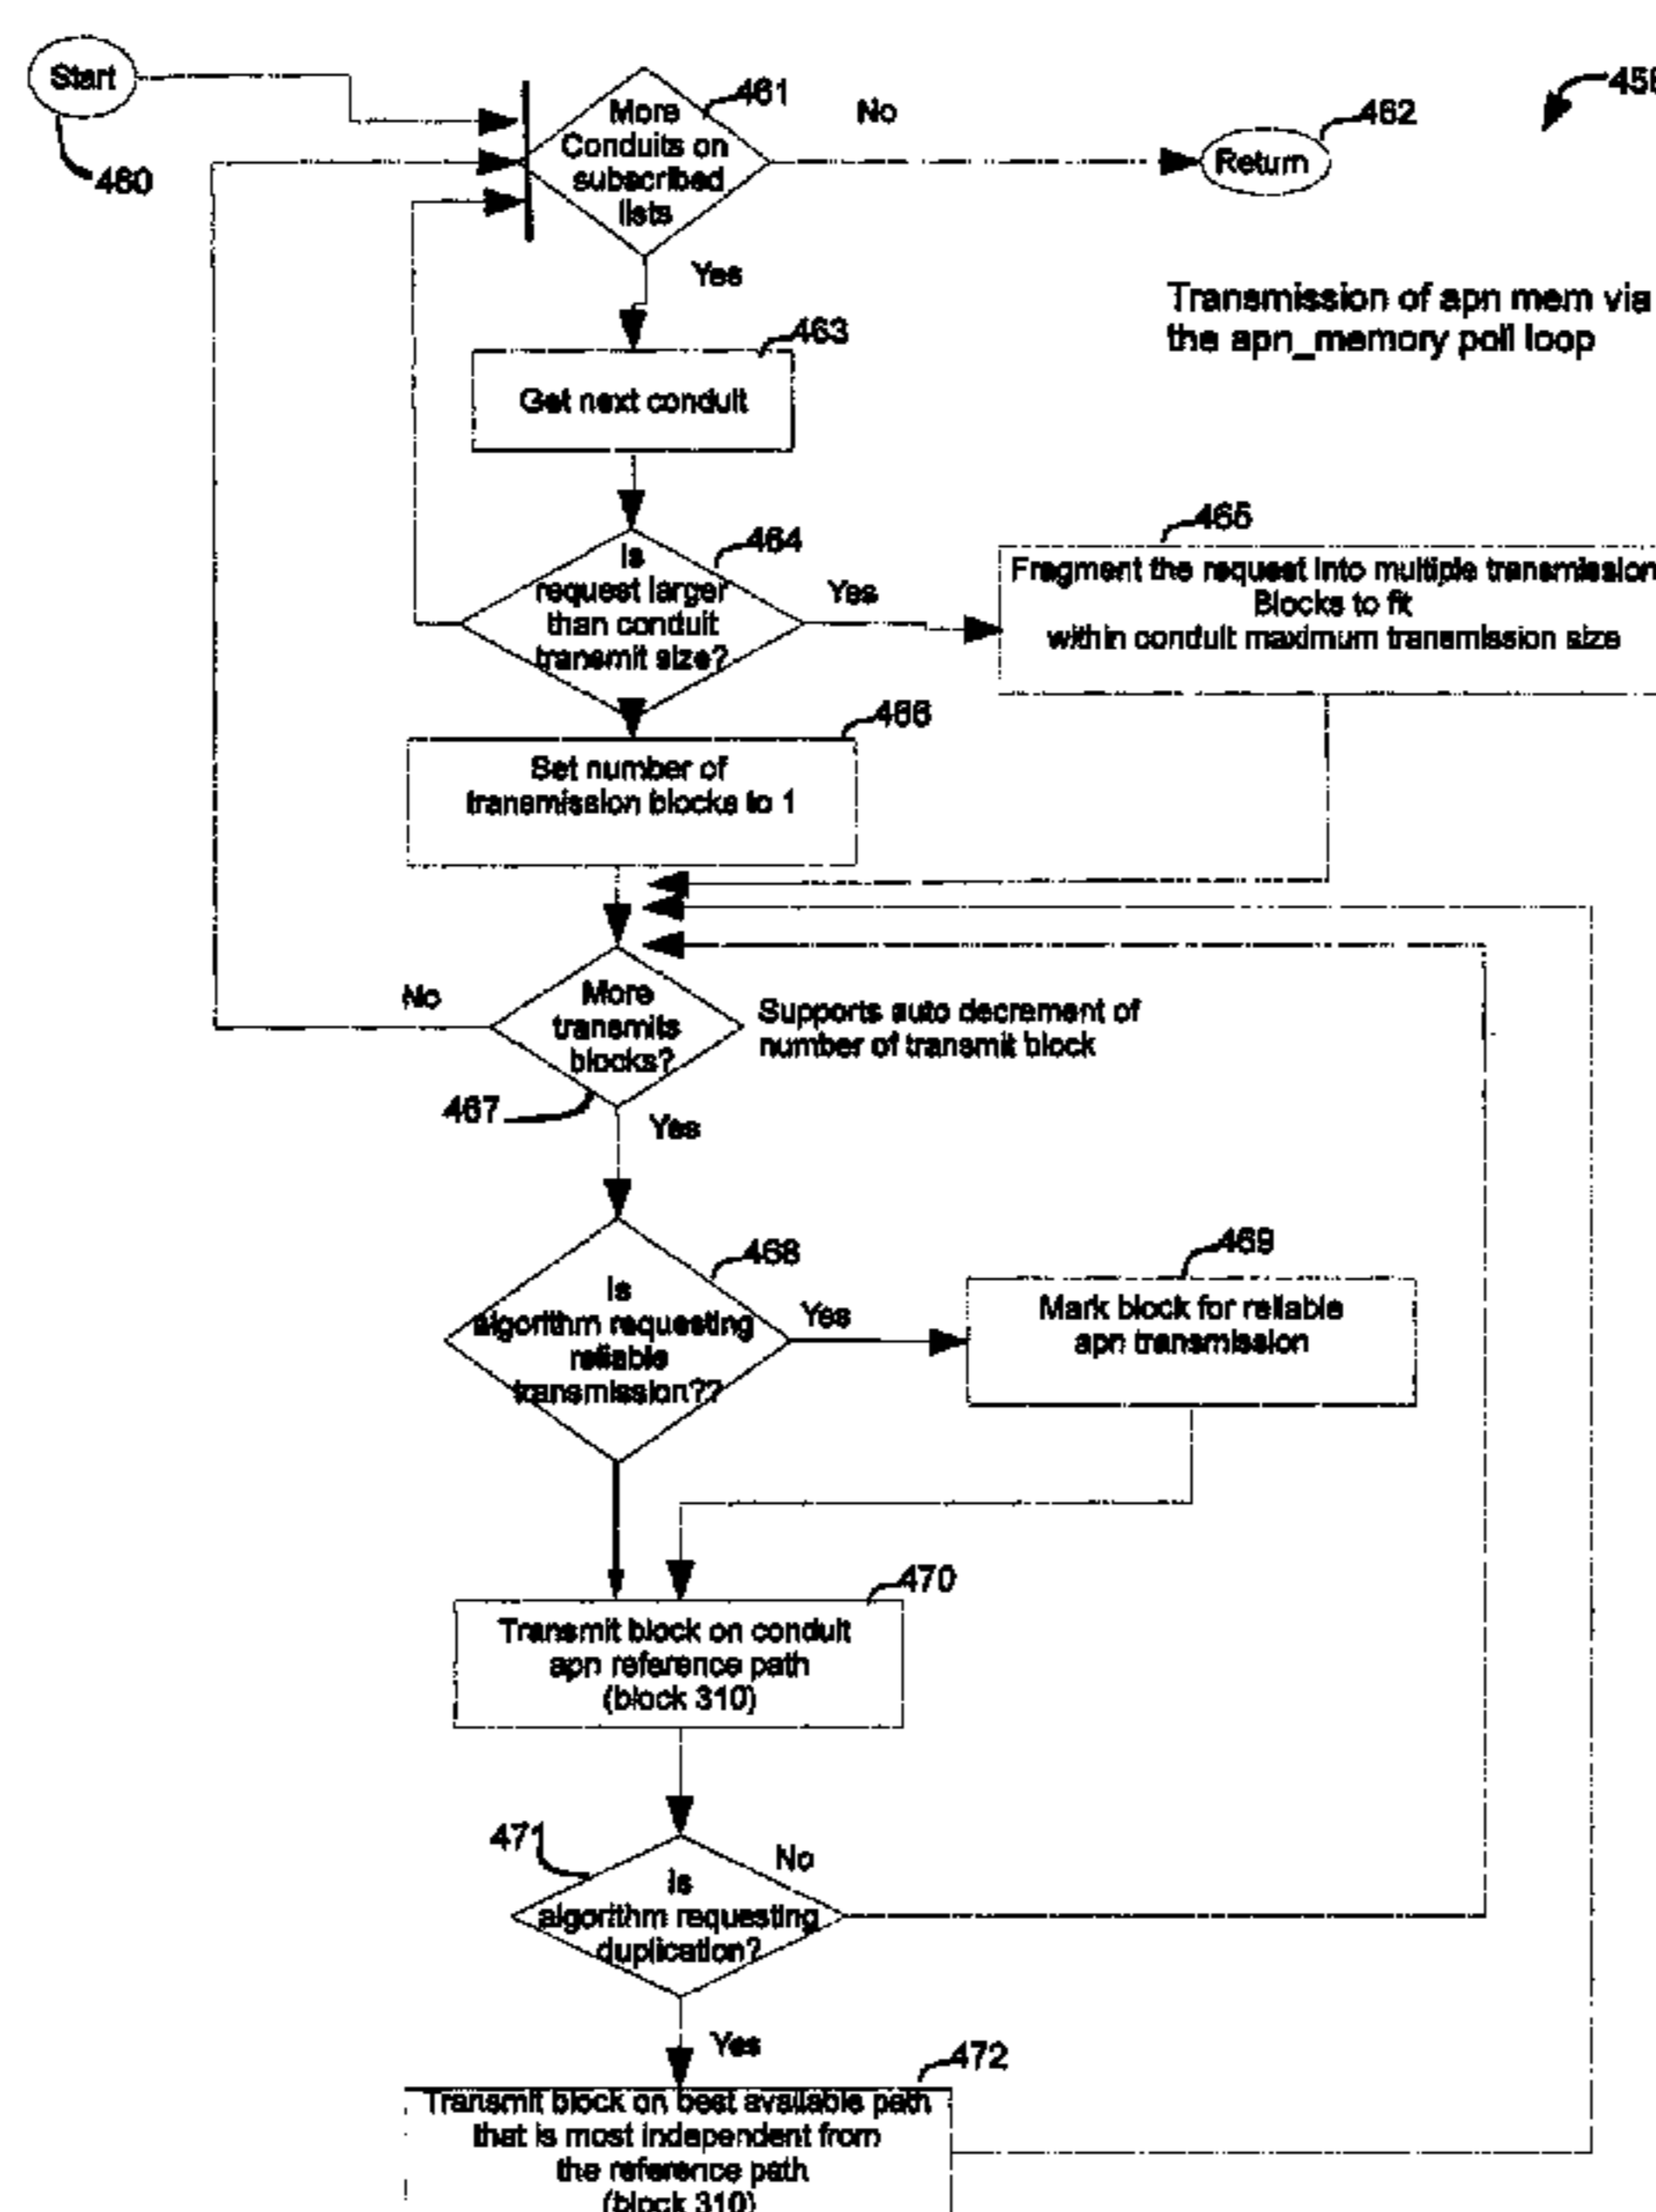 Start
460
More
Conduits on
subscribed
lists
461
No
Return
462
Yes
Transmission of apn mem via
the apn_memory poll loop
Get next conduit
463
Is
request larger
than conduit
transmit size?
464
Yes
Fragment the request into multiple transmission
Blocks to fit
within conduit maximum transmission size
465
Set number of
transmission blocks to 1
466
More
transmits
blocks?
No
467
Supports auto decrement of
number of transmit block
Yes
Is
algorithm requesting
reliable
transmission??
468
Yes
Mark block for reliable
apn transmission
469
Transmit block on conduit
apn reference path
(block 310)
470
471
Is
algorithm requesting
duplication?
No
Yes
472
Transmit block on best available path
that is most independent from
the reference path
(block 310)